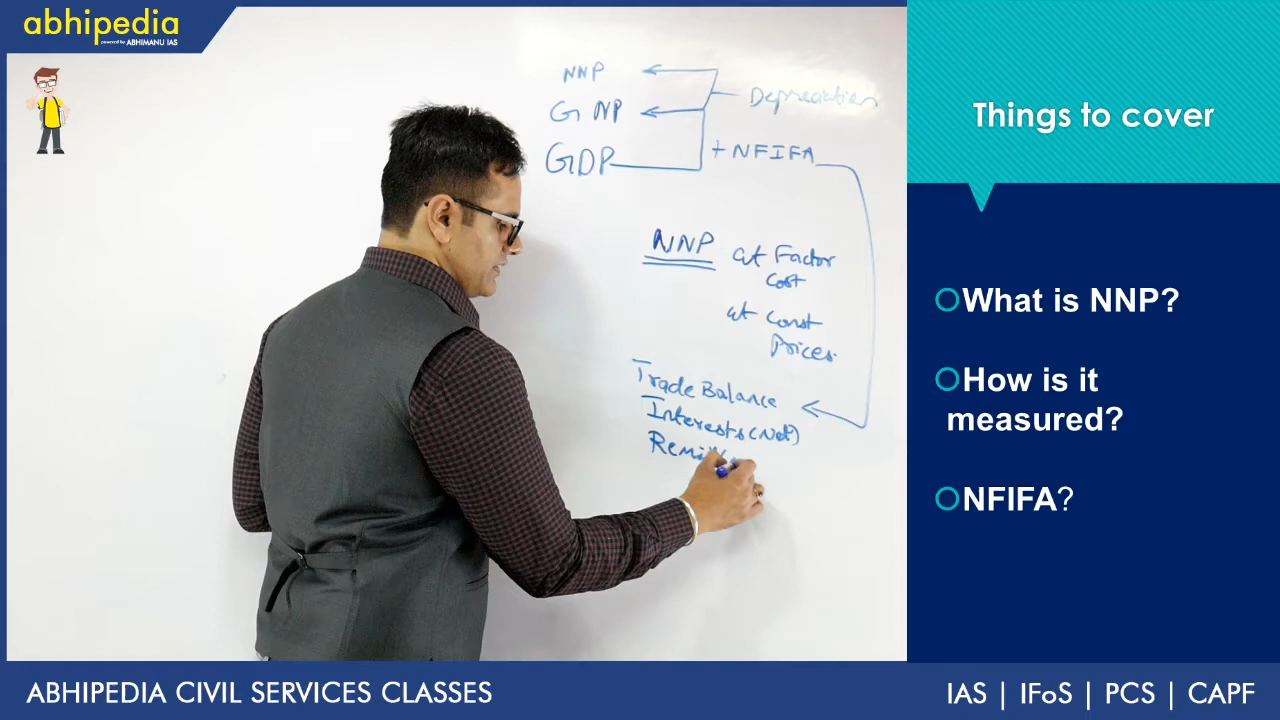 abhipedia
powered by ABHIMANU IAS
NNP
GNP
GDP
Depreciation
+ NFIFA
NNP at Factor
Cost
at Const
Prices
Trade Balance
Interests (Net)
Things to cover
What is NNP?
How is it
measured?
NFIFA?
ABHIPEDIA CIVIL SERVICES CLASSES
IAS | IFoS | PCS | CAPF